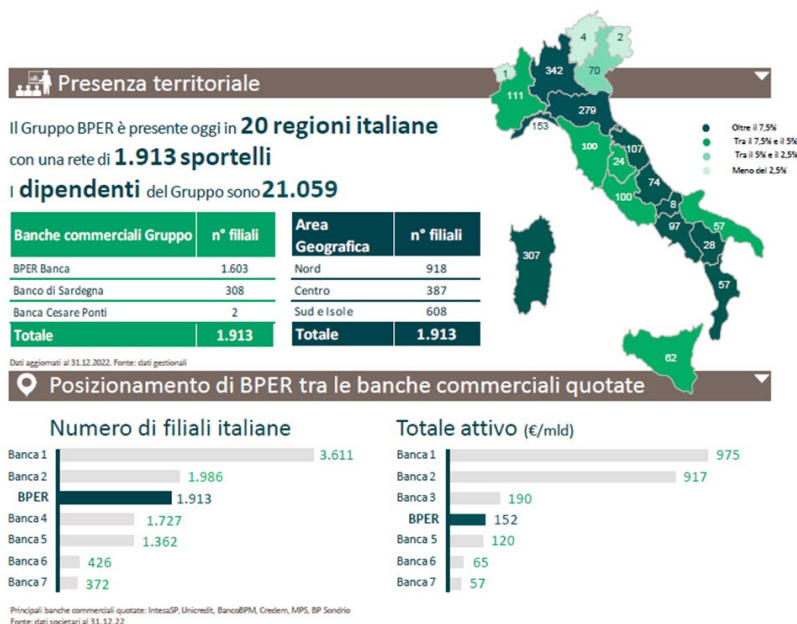 Presenza territoriale
Il Gruppo BPER è presente oggi in 20 regioni italiane
con una rete di 1.913 sportelli
I dipendenti del Gruppo sono 21.059
Banche commerciali Gruppo n° filiali
BPER Banca 1.603
Banco di Sardegna 308
Banca Cesare Ponti 2
Totale 1.913
Area Geografica n° filiali
Nord 918
Centro 387
Sud e Isole 608
Totale 1.913
Dati aggiornati al 31.12.2022. Fonte: dati gestionali
4
2
1
342
70
111
279
153
100
107
24
74
100
8
97
57
28
307
57
62
Oltre il 7,5%
Tra il 7,5% e il 5%
Tra il 5% e il 2,5%
Meno del 2,5%
Posizionamento di BPER tra le banche commerciali quotate
Numero di filiali italiane
Banca 1 3.611
Banca 2 1.986
BPER 1.913
Banca 4 1.727
Banca 5 1.362
Banca 6 426
Banca 7 372
Totale attivo (€/mld)
Banca 1 975
Banca 2 917
Banca 3 190
BPER 152
Banca 5 120
Banca 6 65
Banca 7 57
Principali banche commerciali quotate: IntesaSP, Unicredit, BancoBPM, Credem, MPS, BP Sondrio
Fonte: dati societari al 31.12.22